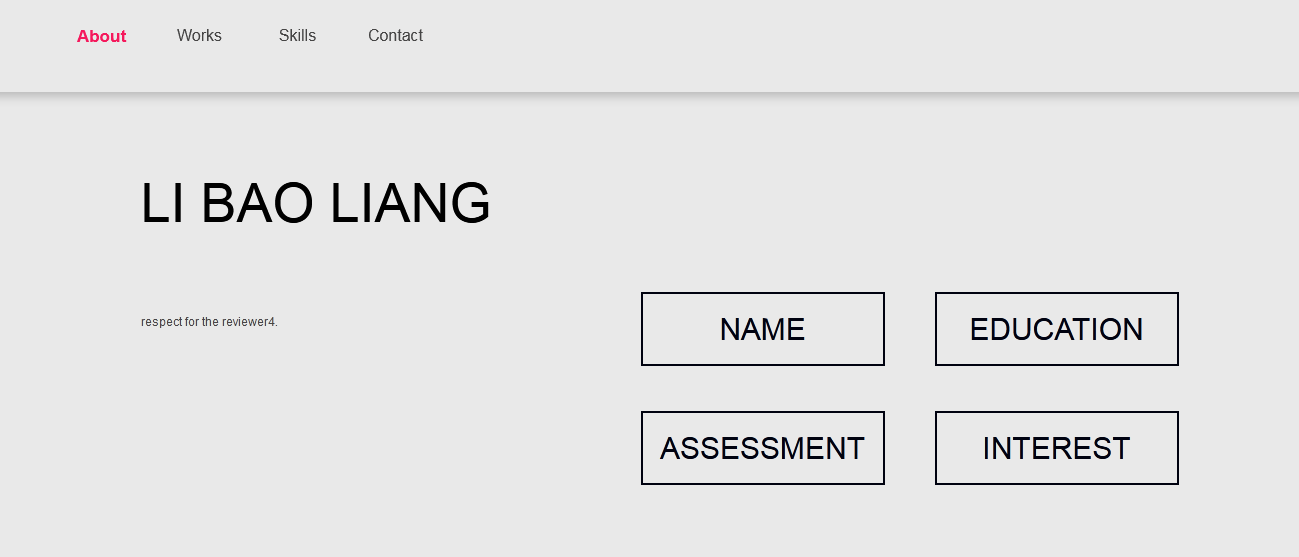 About Works Skills Contact
LI BAO LIANG
respect for the reviewer4.
NAME EDUCATION
ASSESSMENT INTEREST